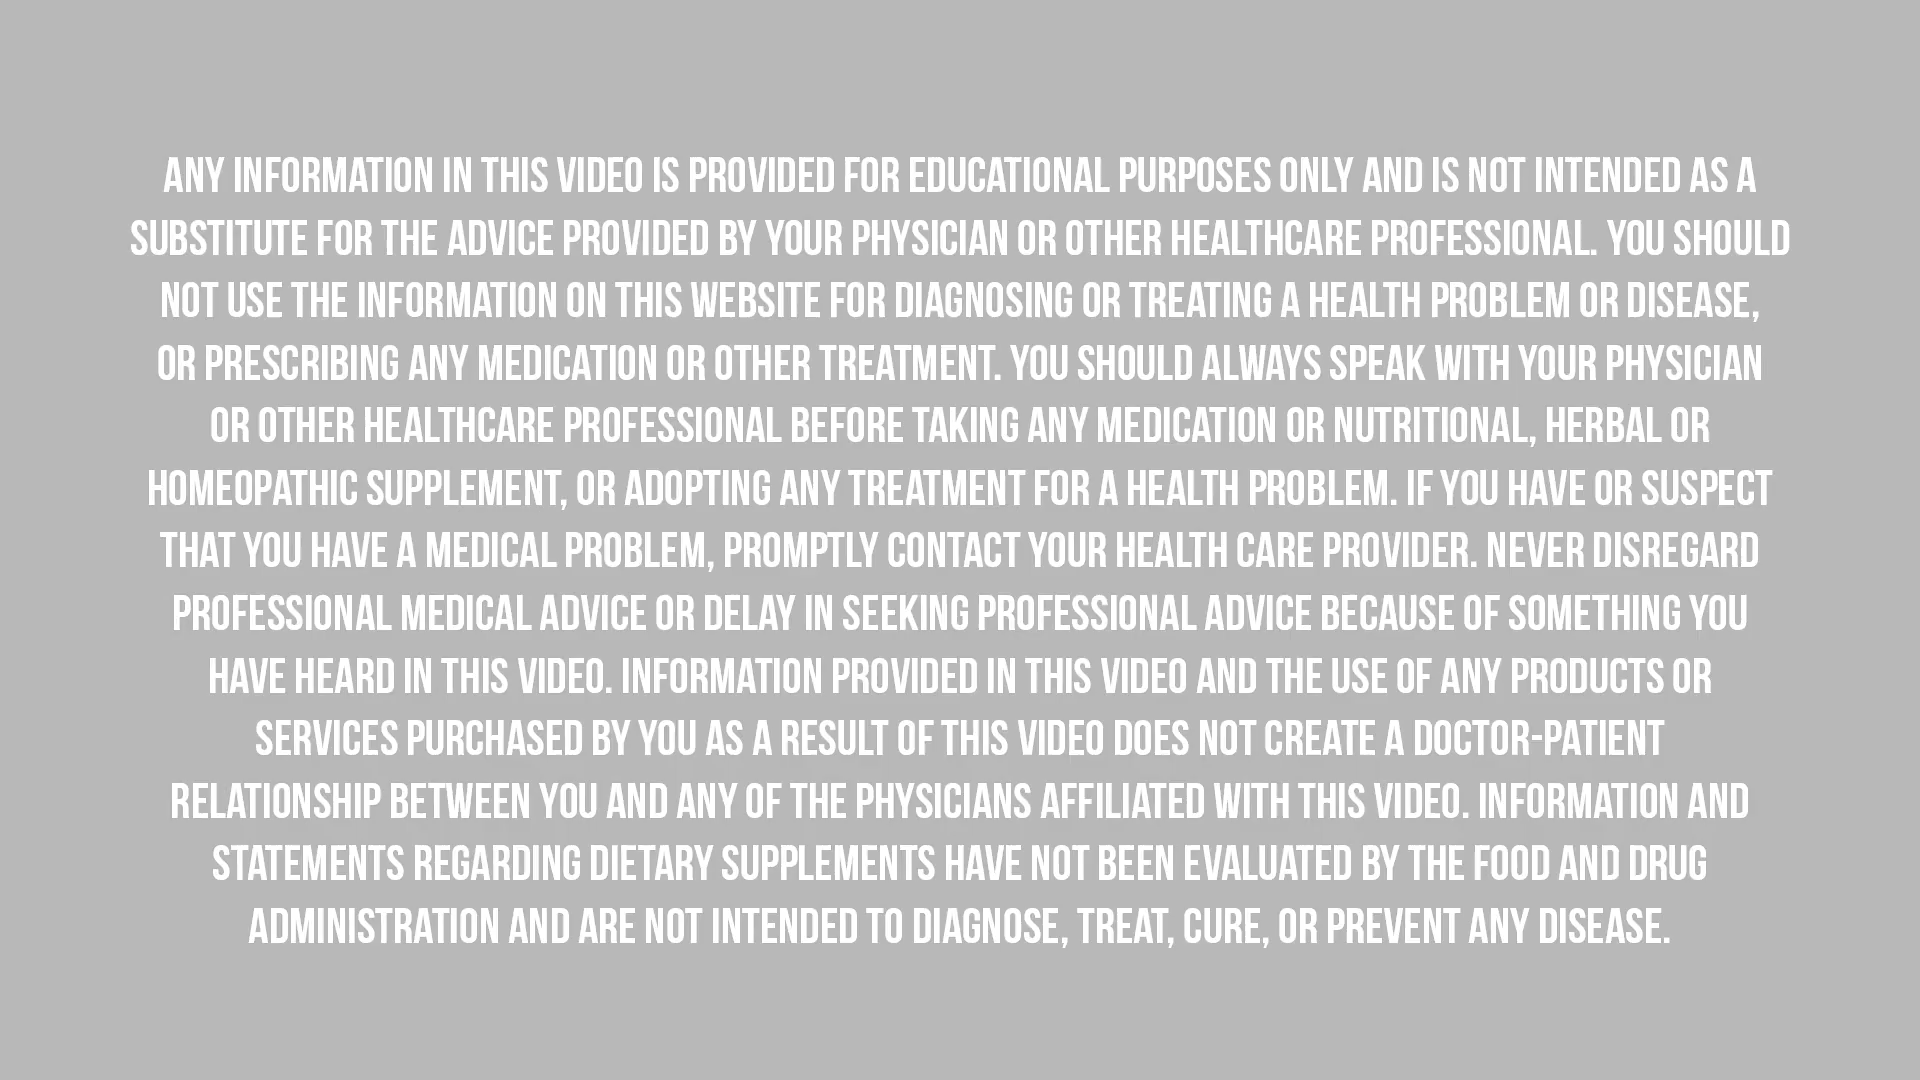 ANY INFORMATION IN THIS VIDEO IS PROVIDED FOR EDUCATIONAL PURPOSES ONLY AND IS NOT INTENDED AS A
SUBSTITUTE FOR THE ADVICE PROVIDED BY YOUR PHYSICIAN OR OTHER HEALTHCARE PROFESSIONAL. YOU SHOULD
NOT USE THE INFORMATION ON THIS WEBSITE FOR DIAGNOSING OR TREATING A HEALTH PROBLEM OR DISEASE,
OR PRESCRIBING ANY MEDICATION OR OTHER TREATMENT. YOU SHOULD ALWAYS SPEAK WITH YOUR PHYSICIAN
OR OTHER HEALTHCARE PROFESSIONAL BEFORE TAKING ANY MEDICATION OR NUTRITIONAL, HERBAL OR
HOMEOPATHIC SUPPLEMENT, OR ADOPTING ANY TREATMENT FOR A HEALTH PROBLEM. IF YOU HAVE OR SUSPECT
THAT YOU HAVE A MEDICAL PROBLEM, PROMPTLY CONTACT YOUR HEALTH CARE PROVIDER. NEVER DISREGARD
PROFESSIONAL MEDICAL ADVICE OR DELAY IN SEEKING PROFESSIONAL ADVICE BECAUSE OF SOMETHING YOU
HAVE HEARD IN THIS VIDEO. INFORMATION PROVIDED IN THIS VIDEO AND THE USE OF ANY PRODUCTS OR
SERVICES PURCHASED BY YOU AS A RESULT OF THIS VIDEO DOES NOT CREATE A DOCTOR-PATIENT
RELATIONSHIP BETWEEN YOU AND ANY OF THE PHYSICIANS AFFILIATED WITH THIS VIDEO. INFORMATION AND
STATEMENTS REGARDING DIETARY SUPPLEMENTS HAVE NOT BEEN EVALUATED BY THE FOOD AND DRUG
ADMINISTRATION AND ARE NOT INTENDED TO DIAGNOSE, TREAT, CURE, OR PREVENT ANY DISEASE.